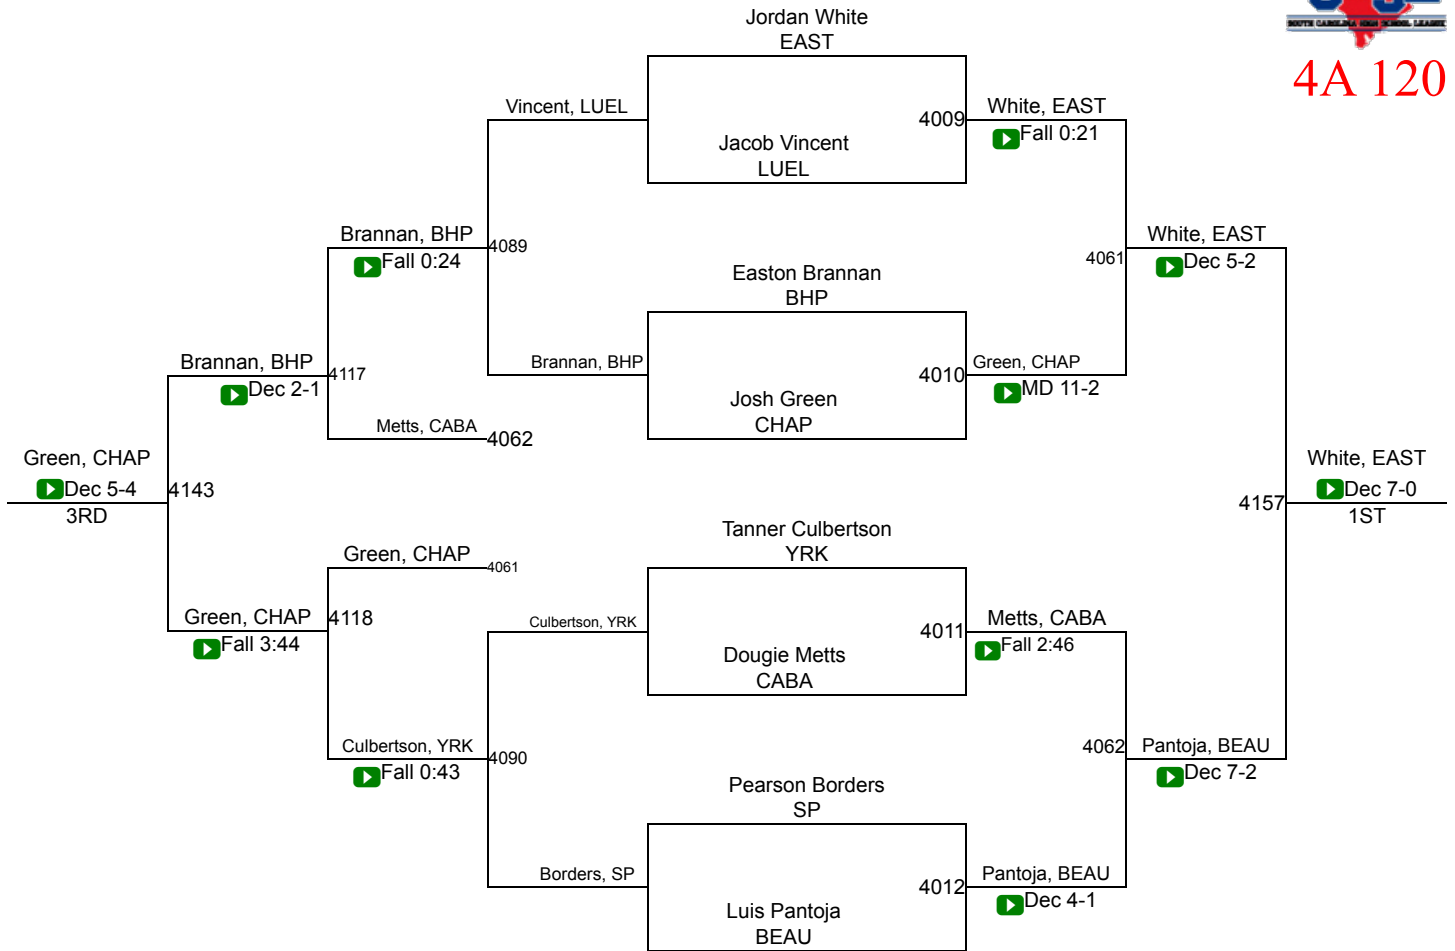 Jordan White
EAST
SOUTH CAROLINA HIGH SCHOOL LEAGUE
4A 120
Vincent, LUEL
4009
White, EAST
Fall 0:21
Jacob Vincent
LUEL
Brannan, BHP
Fall 0:24
4089
White, EAST
Dec 5-2
4061
Easton Brannan
BHP
Brannan, BHP
Dec 2-1
4117
Brannan, BHP
4010
Green, CHAP
MD 11-2
Josh Green
CHAP
Metts, CABA
4062
Green, CHAP
Dec 5-4
3RD
4143
White, EAST
Dec 7-0
1ST
4157
Tanner Culbertson
YRK
Green, CHAP
4061
Green, CHAP
Fall 3:44
4118
Culbertson, YRK
4011
Metts, CABA
Fall 2:46
Dougie Metts
CABA
Culbertson, YRK
Fall 0:43
4090
4062
Pantoja, BEAU
Dec 7-2
Pearson Borders
SP
Borders, SP
4012
Pantoja, BEAU
Dec 4-1
Luis Pantoja
BEAU